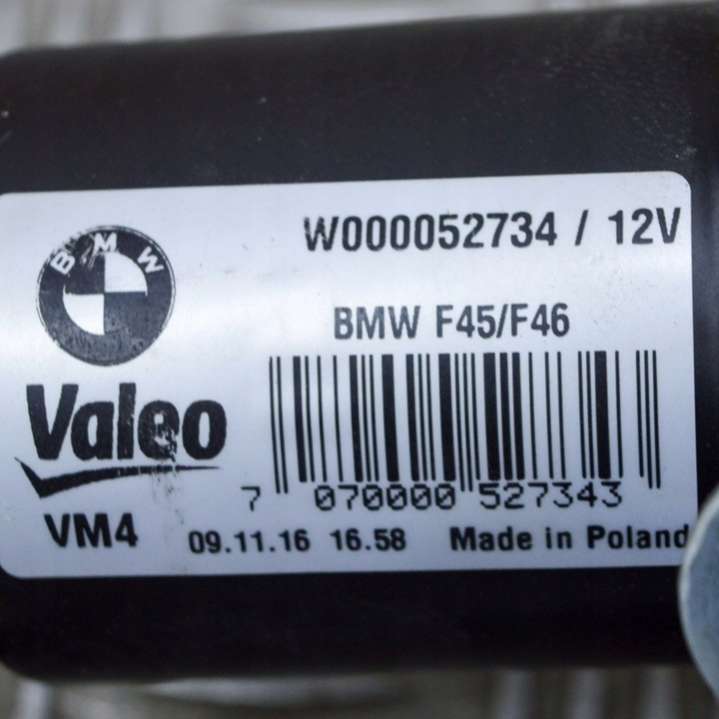 BMW
W000052734 / 12V
BMW F45/F46
Valeo
7 070000 527343
VM4
09.11.16 16.58 Made in Poland